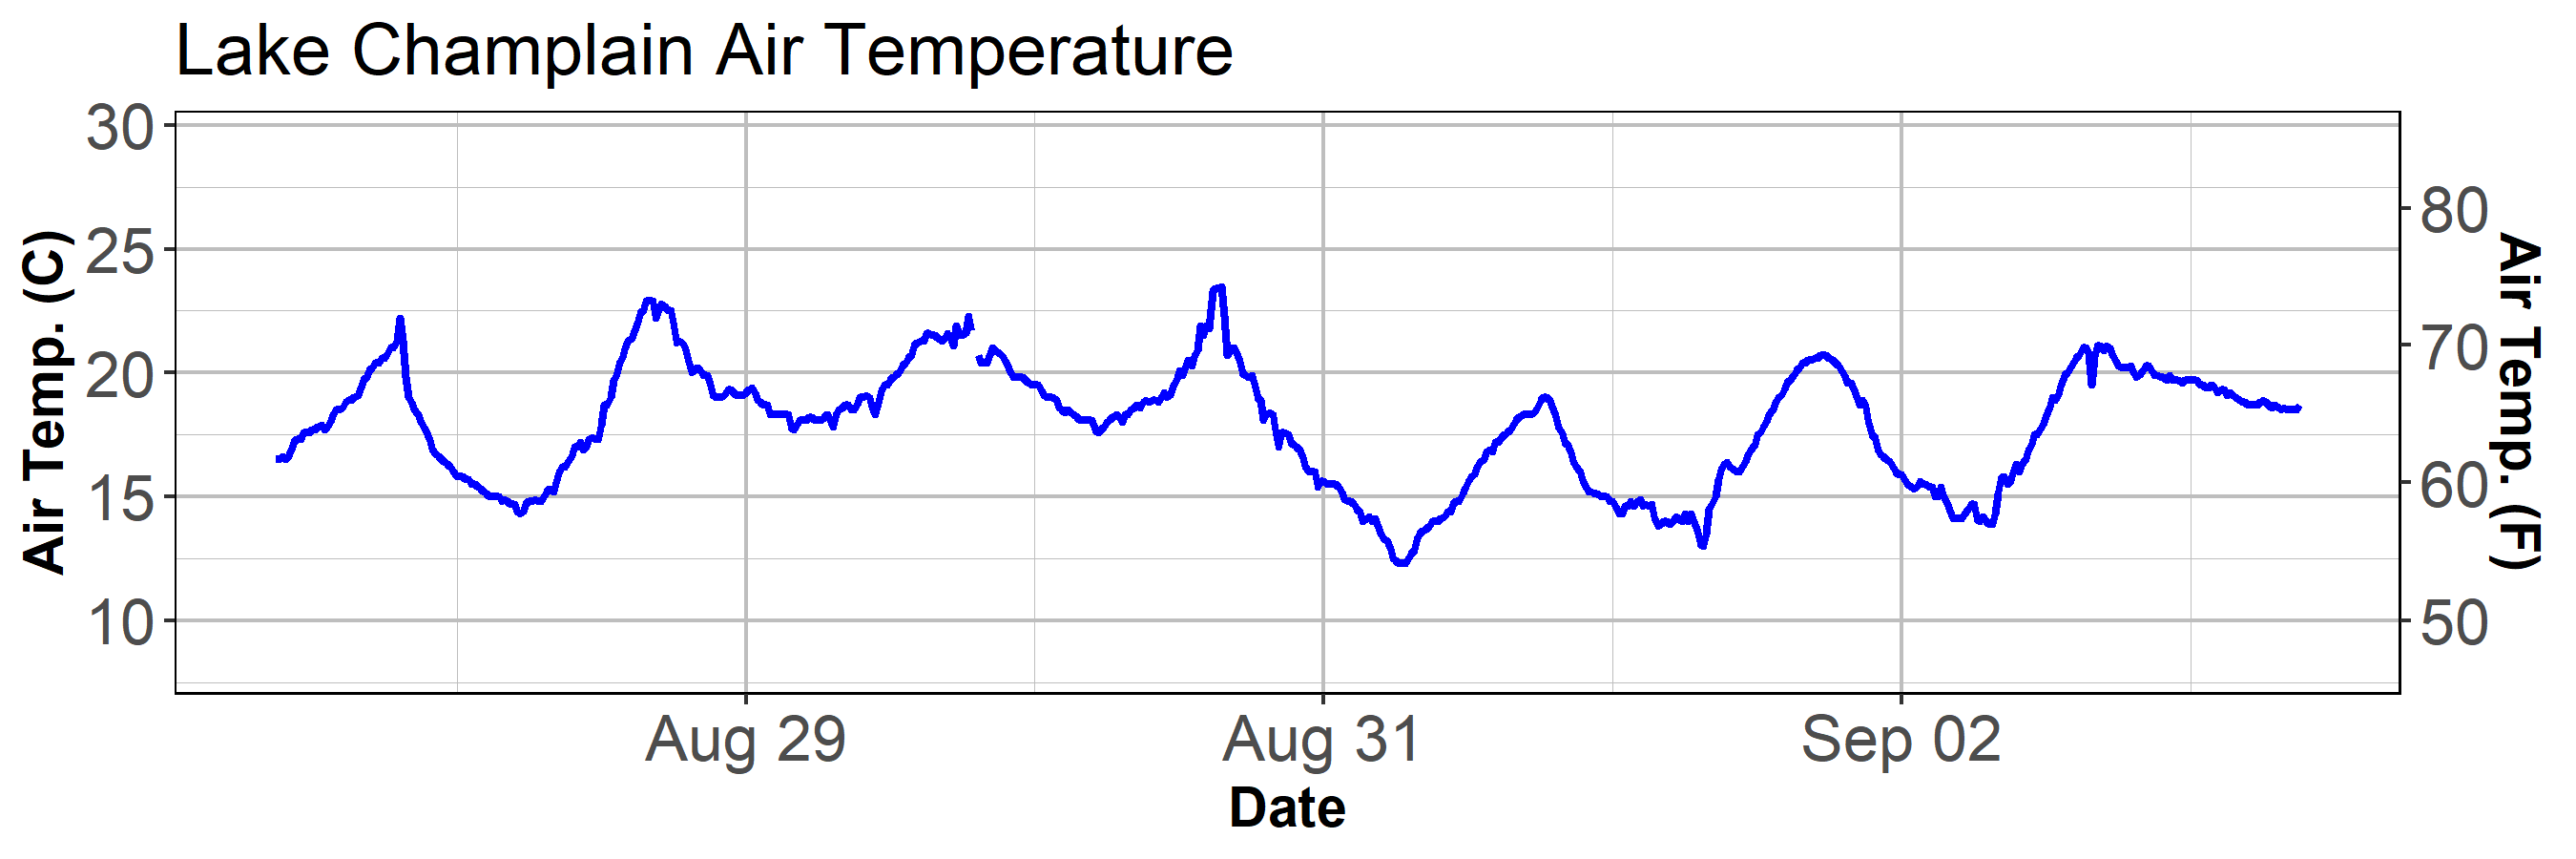 Lake Champlain Air Temperature
30
25
20
15
10
Air Temp. (C)
80
70
60
50
Air Temp. (F)
Aug 29
Aug 31
Sep 02
Date